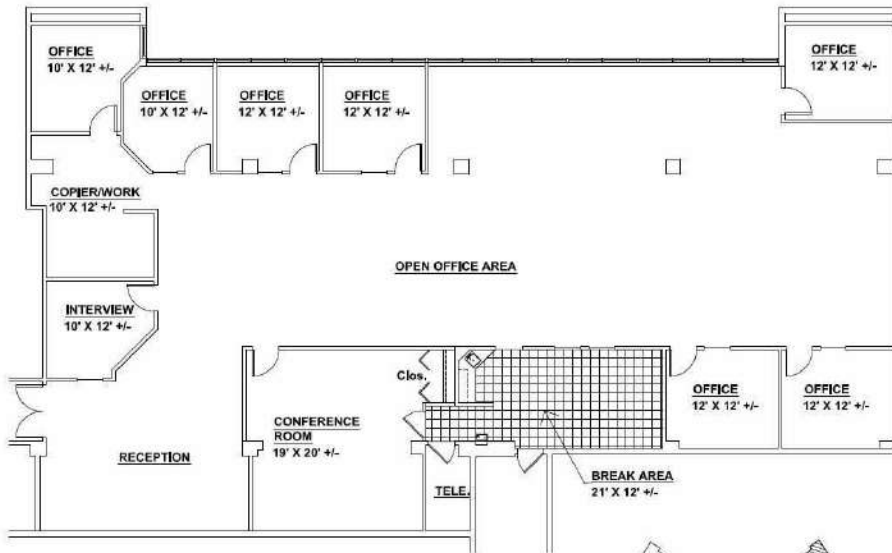 OFFICE
10' X 12' +/-
OFFICE
12' X 12' +/-
OFFICE
10' X 12' +/-
OFFICE
12' X 12' +/-
OFFICE
12' X 12' +/-
COPIER/WORK
10' X 12' +/-
OPEN OFFICE AREA
INTERVIEW
10' X 12' +/-
Clos.
OFFICE
12' X 12' +/-
OFFICE
12' X 12' +/-
CONFERENCE
ROOM
19' X 20' +/-
RECEPTION
BREAK AREA
21' X 12' +/-
TELE.